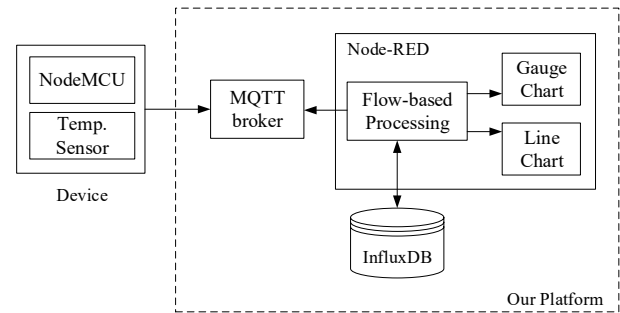 NodeMCU
Temp.
Sensor
Device
MQTT
broker
Node-RED
Flow-based
Processing
Gauge
Chart
Line
Chart
InfluxDB
Our Platform